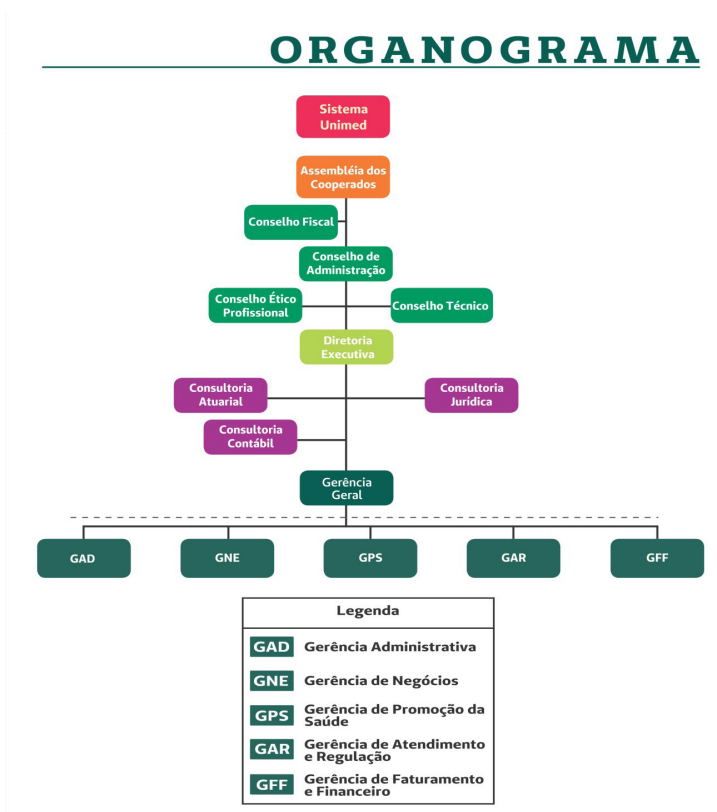 ORGANOGRAMA
Sistema
Unimed
Assembléia dos
Cooperados
Conselho Fiscal
Conselho de
Administração
Conselho Ético
Profissional
Conselho Técnico
Diretoria
Executiva
Consultoria
Atuarial
Consultoria
Jurídica
Consultoria
Contábil
Gerência
Geral
GAD
GNE
GPS
GAR
GFF
Legenda
GAD Gerência Administrativa
GNE Gerência de Negócios
GPS Gerência de Promoção da
Saúde
GAR Gerência de Atendimento
e Regulação
GFF Gerência de Faturamento
e Financeiro